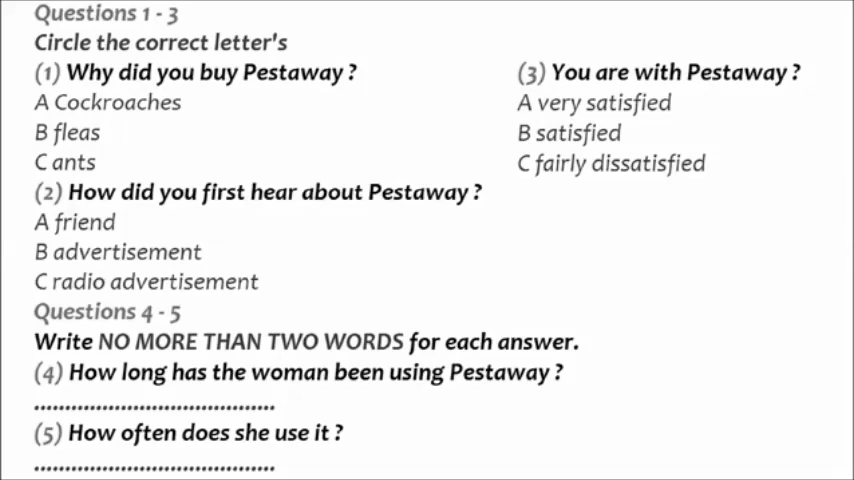 Questions 1 - 3
Circle the correct letter's
(1) Why did you buy Pestaway ?
A Cockroaches
B fleas
C ants
(2) How did you first hear about Pestaway ?
A friend
B advertisement
C radio advertisement
(3) You are with Pestaway ?
A very satisfied
B satisfied
C fairly dissatisfied
Questions 4 - 5
Write NO MORE THAN TWO WORDS for each answer.
(4) How long has the woman been using Pestaway ?
.......................................
(5) How often does she use it ?
.......................................